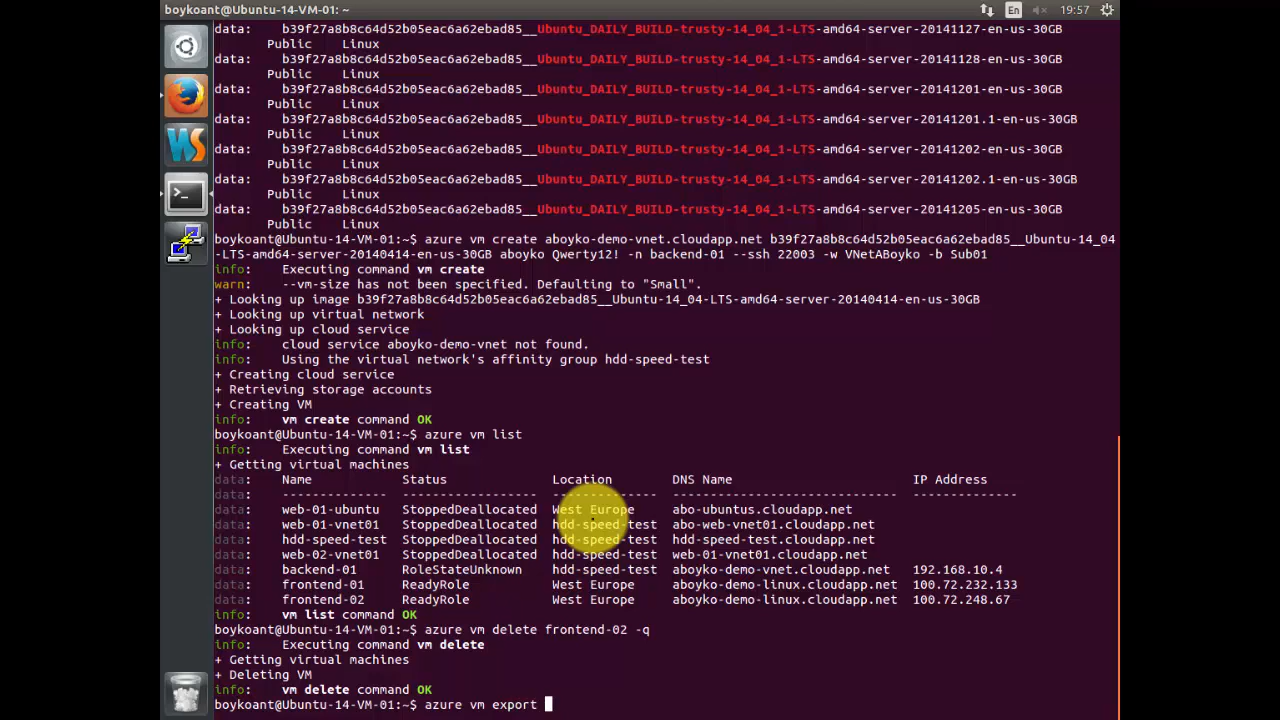 boykoant@Ubuntu-14-VM-01: ~
En
19:57
data:    b39f27a8b8c64d52b05eac6a62ebad85__Ubuntu_DAILY_BUILD-trusty-14_04_1-LTS-amd64-server-20141127-en-us-30GB
Public    Linux
data:    b39f27a8b8c64d52b05eac6a62ebad85__Ubuntu_DAILY_BUILD-trusty-14_04_1-LTS-amd64-server-20141128-en-us-30GB
Public    Linux
data:    b39f27a8b8c64d52b05eac6a62ebad85__Ubuntu_DAILY_BUILD-trusty-14_04_1-LTS-amd64-server-20141201-en-us-30GB
Public    Linux
data:    b39f27a8b8c64d52b05eac6a62ebad85__Ubuntu_DAILY_BUILD-trusty-14_04_1-LTS-amd64-server-20141201.1-en-us-30GB
Public    Linux
data:    b39f27a8b8c64d52b05eac6a62ebad85__Ubuntu_DAILY_BUILD-trusty-14_04_1-LTS-amd64-server-20141202-en-us-30GB
Public    Linux
data:    b39f27a8b8c64d52b05eac6a62ebad85__Ubuntu_DAILY_BUILD-trusty-14_04_1-LTS-amd64-server-20141202.1-en-us-30GB
Public    Linux
data:    b39f27a8b8c64d52b05eac6a62ebad85__Ubuntu_DAILY_BUILD-trusty-14_04_1-LTS-amd64-server-20141205-en-us-30GB
Public    Linux
boykoant@Ubuntu-14-VM-01:~$ azure vm create aboyko-demo-vnet.cloudapp.net b39f27a8b8c64d52b05eac6a62ebad85__Ubuntu-14_04
-LTS-amd64-server-20140414-en-us-30GB aboyko Qwerty12! -n backend-01 --ssh 22003 -w VNetABoyko -b Sub01
info:    Executing command vm create
warn:    --vm-size has not been specified. Defaulting to "Small".
+ Looking up image b39f27a8b8c64d52b05eac6a62ebad85__Ubuntu-14_04-LTS-amd64-server-20140414-en-us-30GB
+ Looking up virtual network
+ Looking up cloud service
info:    cloud service aboyko-demo-vnet not found.
info:    Using the virtual network's affinity group hdd-speed-test
+ Creating cloud service
+ Retrieving storage accounts
+ Creating VM
info:    vm create command OK
boykoant@Ubuntu-14-VM-01:~$ azure vm list
info:    Executing command vm list
+ Getting virtual machines
data:    Name            Status              Location        DNS Name                        IP Address
data:    --------------  ------------------  --------------  ------------------------------  --------------
data:    web-01-ubuntu   StoppedDeallocated  West Europe     abo-ubuntus.cloudapp.net
data:    web-01-vnet01   StoppedDeallocated  hdd-speed-test  abo-web-vnet01.cloudapp.net
data:    hdd-speed-test  StoppedDeallocated  hdd-speed-test  hdd-speed-test.cloudapp.net
data:    web-02-vnet01   StoppedDeallocated  hdd-speed-test  web-01-vnet01.cloudapp.net
data:    backend-01      RoleStateUnknown    hdd-speed-test  aboyko-demo-vnet.cloudapp.net   192.168.10.4
data:    frontend-01     ReadyRole           West Europe     aboyko-demo-linux.cloudapp.net  100.72.232.133
data:    frontend-02     ReadyRole           West Europe     aboyko-demo-linux.cloudapp.net  100.72.248.67
info:    vm list command OK
boykoant@Ubuntu-14-VM-01:~$ azure vm delete frontend-02 -q
info:    Executing command vm delete
+ Getting virtual machines
+ Deleting VM
info:    vm delete command OK
boykoant@Ubuntu-14-VM-01:~$ azure vm export
WS
>_